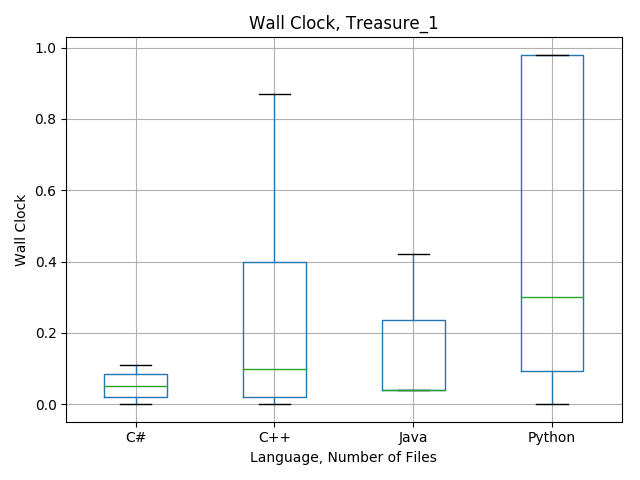 Wall Clock, Treasure_1
1.0
0.8
0.6
0.4
0.2
0.0
Wall Clock
C# C++ Java Python
Language, Number of Files